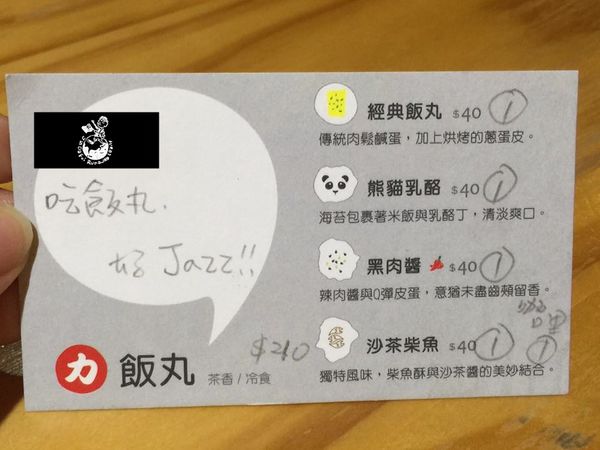 吃飯丸.
好 Jazz!!
力 飯丸 茶香/冷食
$210
經典飯丸 $40 1
傳統肉鬆鹹蛋，加上烘烤的蔥蛋皮。
熊貓乳酪 $40 1
海苔包裹著米飯與乳酪丁，清淡爽口。
黑肉醬 $40 1
辣肉醬與Q彈皮蛋，意猶未盡齒頰留香。
沙茶柴魚 $40 1 1
獨特風味，柴魚酥與沙茶醬的美妙結合。